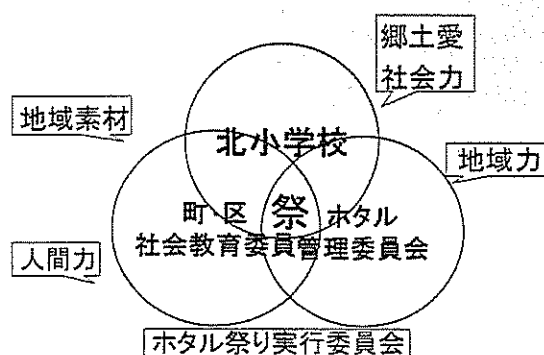 郷土愛
社会力
地域素材
北小学校
地域力
町・区
祭
ホタル
社会教育委員
管理委員会
人間力
ホタル祭り実行委員会